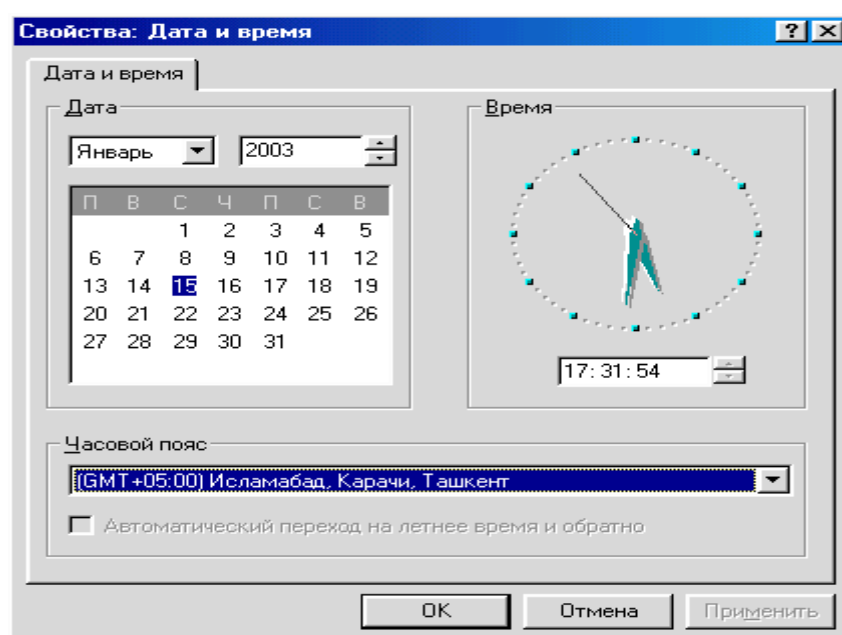 Свойства: Дата и время
Дата и время
Дата
Январь 2003
П В С Ч П С В
1 2 3 4 5
6 7 8 9 10 11 12
13 14 15 16 17 18 19
20 21 22 23 24 25 26
27 28 29 30 31
Время
17:31:54
Часовой пояс
(GMT+05:00) Исламабад, Карачи, Ташкент
Автоматический переход на летнее время и обратно
OK Отмена Применить